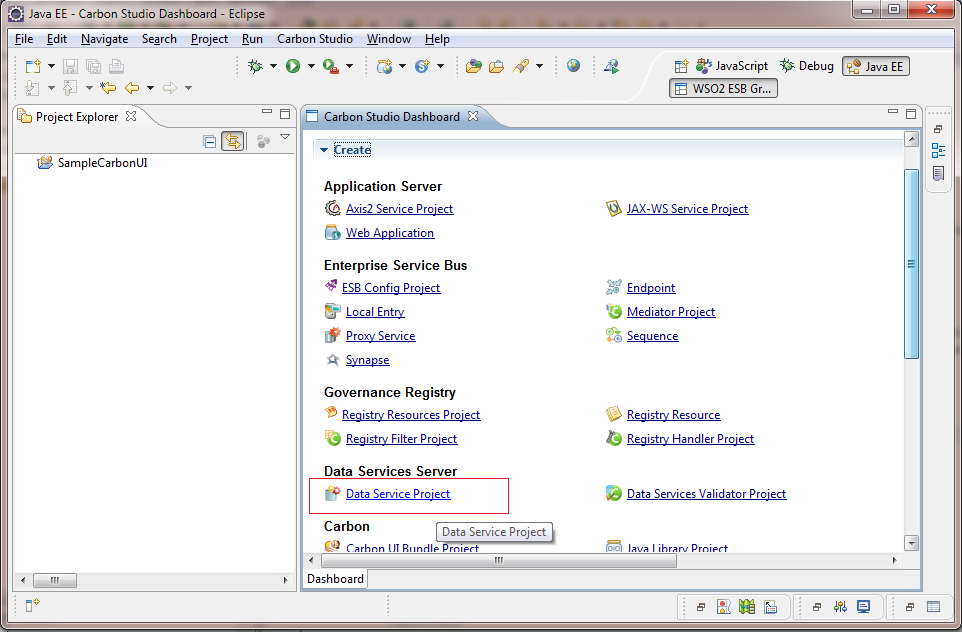 Java EE - Carbon Studio Dashboard - Eclipse
File Edit Navigate Search Project Run Carbon Studio Window Help
JavaScript Debug Java EE
WSO2 ESB Gr...
Project Explorer
Carbon Studio Dashboard
SampleCarbonUI
Create
Application Server
Axis2 Service Project JAX-WS Service Project
Web Application
Enterprise Service Bus
ESB Config Project Endpoint
Local Entry Mediator Project
Proxy Service Sequence
Synapse
Governance Registry
Registry Resources Project Registry Resource
Registry Filter Project Registry Handler Project
Data Services Server
Data Service Project Data Services Validator Project
Carbon
Data Service Project
Carbon UI Bundle Project Java Library Project
Dashboard